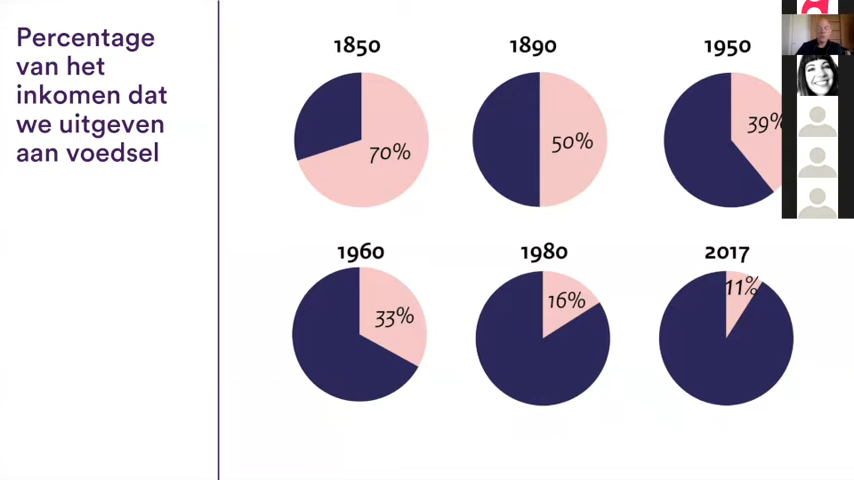 Percentage
van het
inkomen dat
we uitgeven
aan voedsel
1850
1890
1950
70%
50%
39%
1960
1980
2017
33%
16%
11%